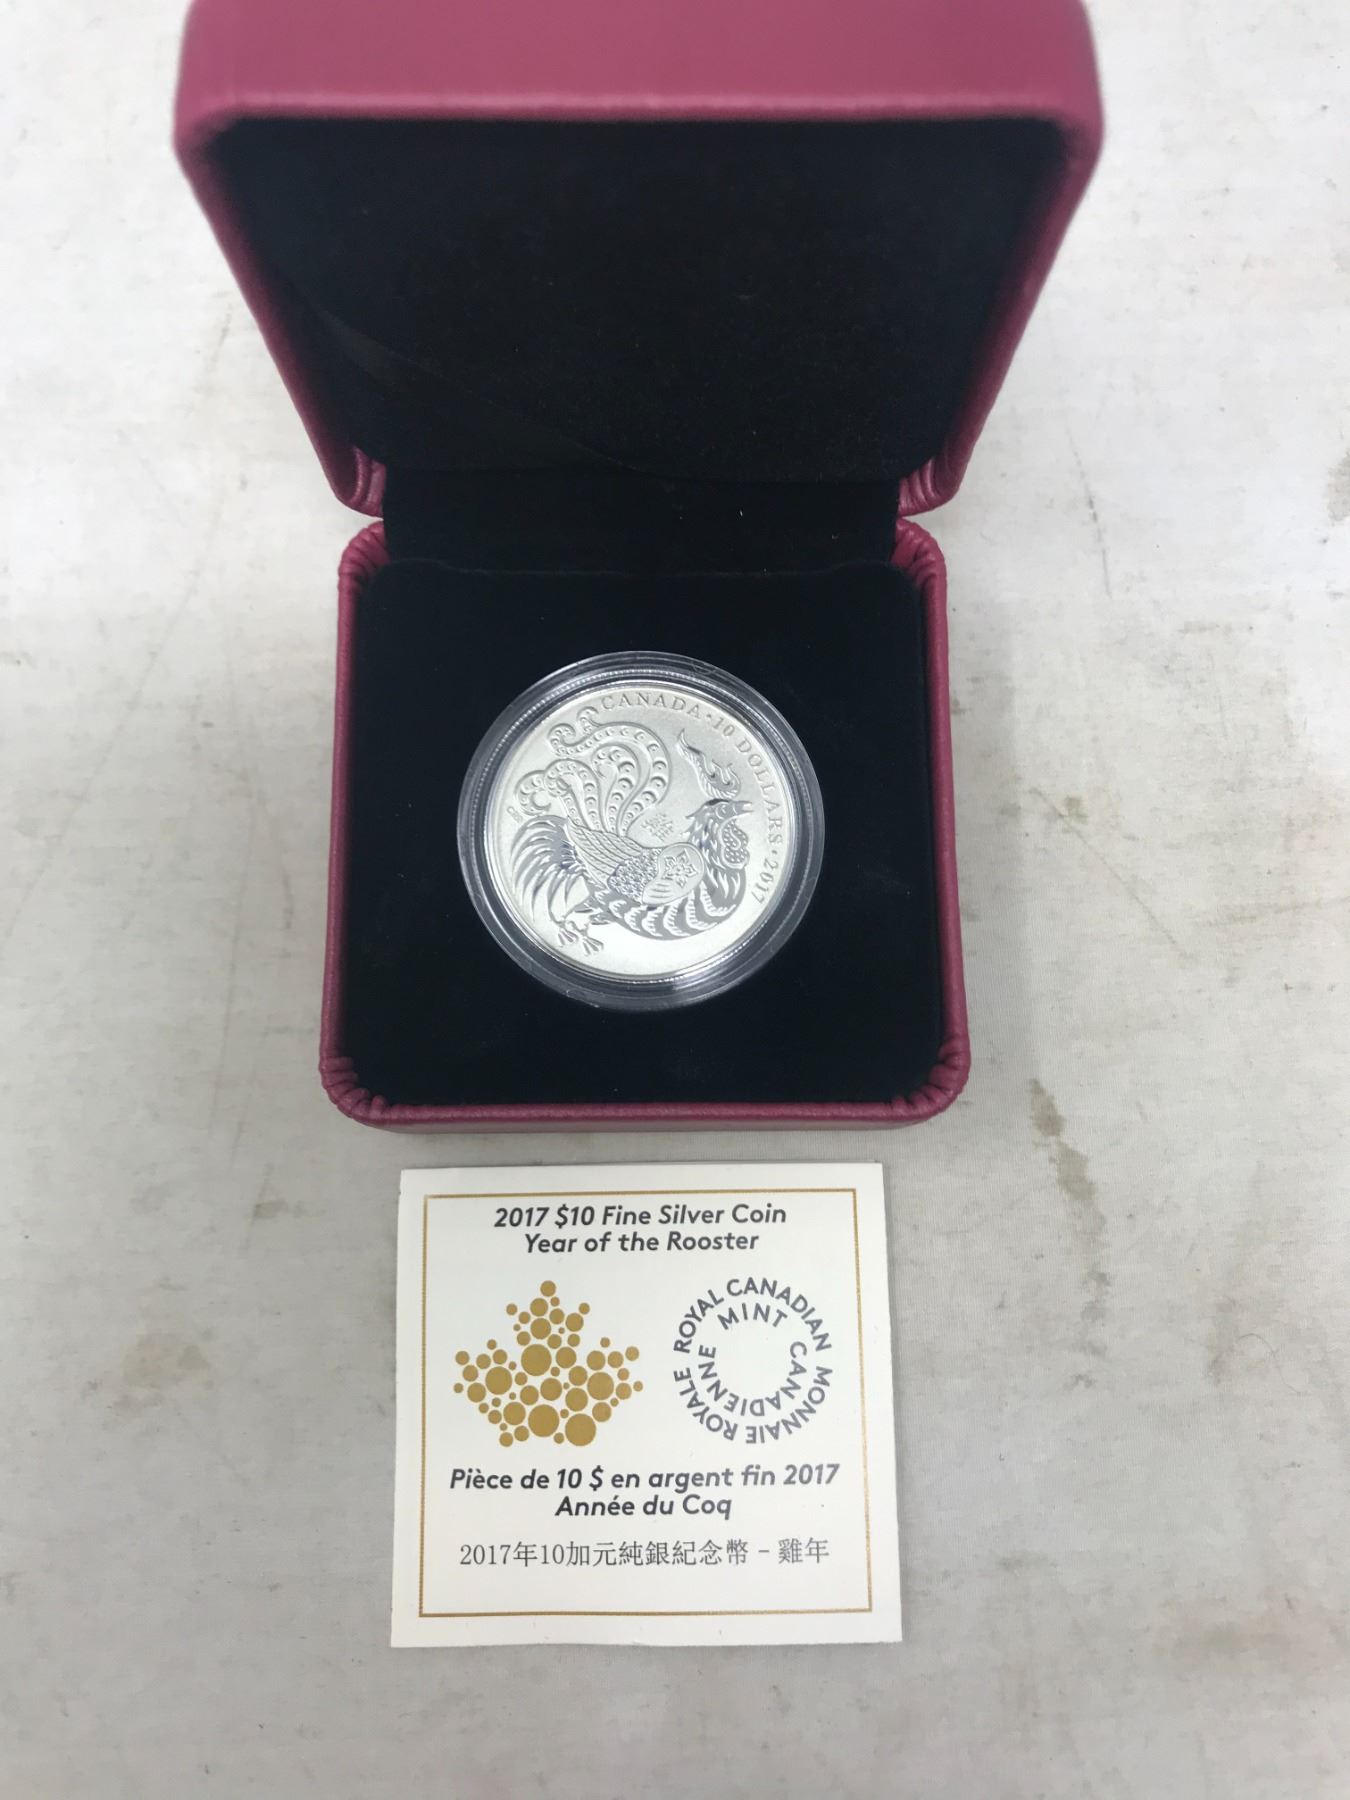 CANADA • 10 DOLLARS • 2017
2017 $10 Fine Silver Coin
Year of the Rooster
ROYAL CANADIAN MINT
MONNAIE ROYALE CANADIENNE
Pièce de 10 $ en argent fin 2017
Année du Coq
2017年10加元純銀紀念幣 - 雞年